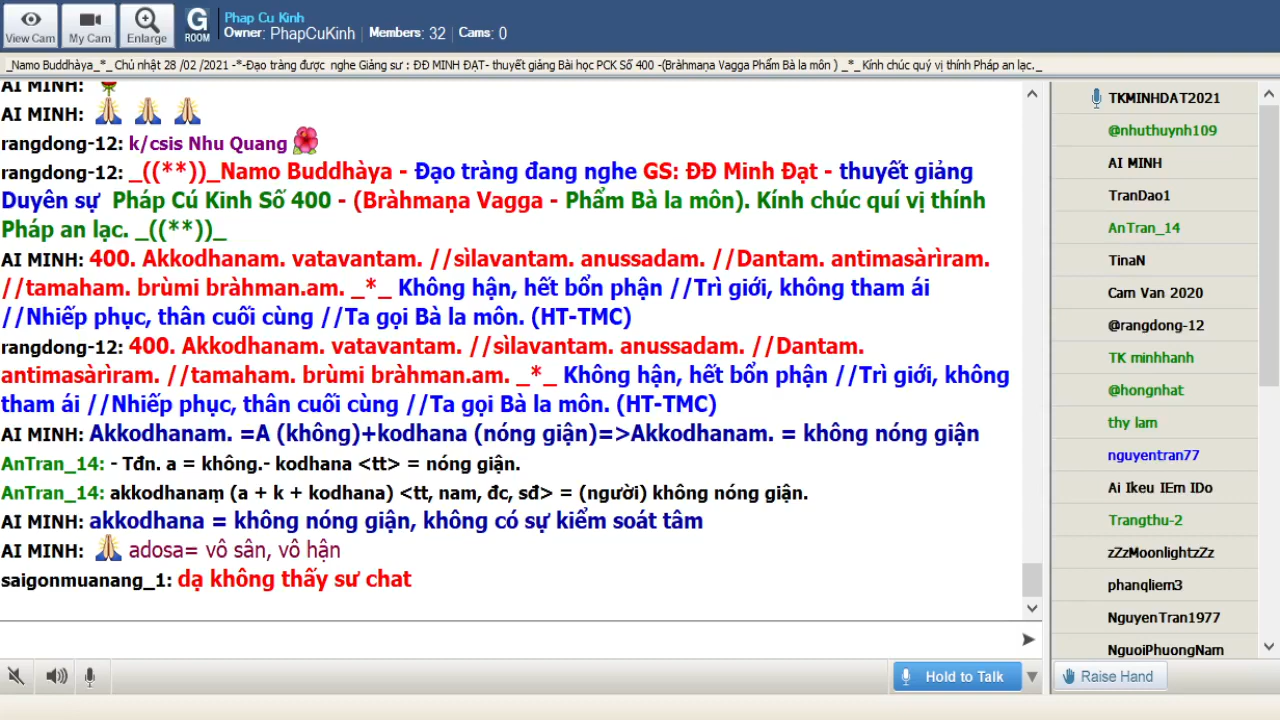 View Cam
My Cam
Enlarge
G
ROOM
Phap Cu Kinh
Owner: PhapCuKinh | Members: 32 | Cams: 0
_Namo Buddhàya_*_ Chủ nhật 28 /02 /2021 -*-Đạo tràng được nghe Giảng sư : ĐĐ MINH ĐẠT- thuyết giảng Bài học PCK Số 400 -(Bràhmaṇa Vagga Phẩm Bà la môn ) _*_Kính chúc quý vị thính Pháp an lạc._
AI MINH:
AI MINH:
rangdong-12: k/csis Nhu Quang
rangdong-12: _((**))_Namo Buddhàya - Đạo tràng đang nghe GS: ĐĐ Minh Đạt - thuyết giảng
Duyên sự Pháp Cú Kinh Số 400 - (Bràhmaṇa Vagga - Phẩm Bà la môn). Kính chúc quí vị thính
Pháp an lạc. _((**))_
AI MINH: 400. Akkodhanam. vatavantam. //sìlavantam. anussadam. //Dantam. antimasàrìram.
//tamaham. brùmi bràhman.am. _*_ Không hận, hết bổn phận //Trì giới, không tham ái
//Nhiếp phục, thân cuối cùng //Ta gọi Bà la môn. (HT-TMC)
rangdong-12: 400. Akkodhanam. vatavantam. //sìlavantam. anussadam. //Dantam.
antimasàrìram. //tamaham. brùmi bràhman.am. _*_ Không hận, hết bổn phận //Trì giới, không
tham ái //Nhiếp phục, thân cuối cùng //Ta gọi Bà la môn. (HT-TMC)
AI MINH: Akkodhanam. =A (không)+kodhana (nóng giận)=>Akkodhanam. = không nóng giận
AnTran_14: - Tđn. a = không.- kodhana <tt> = nóng giận.
AnTran_14: akkodhanaṃ (a + k + kodhana) <tt, nam, đc, sđ> = (người) không nóng giận.
AI MINH: akkodhana = không nóng giận, không có sự kiểm soát tâm
AI MINH: adosa= vô sân, vô hận
saigonmuanang_1: dạ không thấy sư chat
TKMINHDAT2021
@nhuthuynh109
AI MINH
TranDao1
AnTran_14
TinaN
Cam Van 2020
@rangdong-12
TK minhhanh
@hongnhat
thy lam
nguyentran77
Ai Ikeu IEm IDo
Trangthu-2
zZzMoonlightzZz
phanqliem3
NguyenTran1977
NguoiPhuongNam
Hold to Talk
Raise Hand